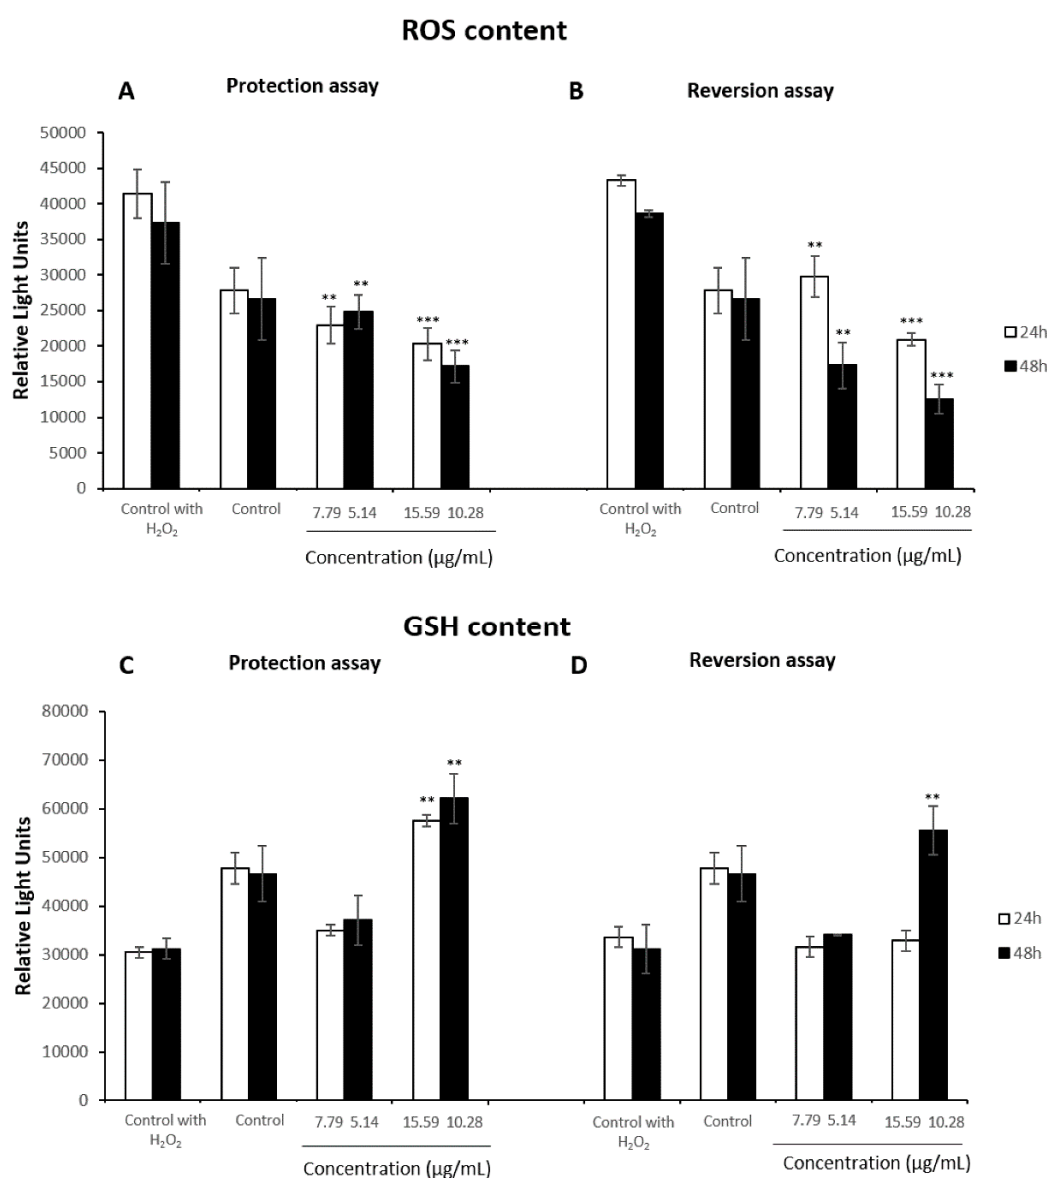 ROS content
A Protection assay
B Reversion assay
Relative Light Units
50000
45000
40000
35000
30000
25000
20000
15000
10000
5000
0
** ** *** ***
** ** *** ***
24h
48h
Control with H₂O₂
Control
7.79 5.14 15.59 10.28
Concentration (µg/mL)
Control with H₂O₂
Control
7.79 5.14 15.59 10.28
Concentration (µg/mL)
GSH content
C Protection assay
D Reversion assay
Relative Light Units
80000
70000
60000
50000
40000
30000
20000
10000
0
** **
**
24h
48h
Control with
H₂O₂
Control
7.79 5.14 15.59 10.28
Concentration (µg/mL)
Control with
H₂O₂
Control
7.79 5.14 15.59 10.28
Concentration (µg/mL)